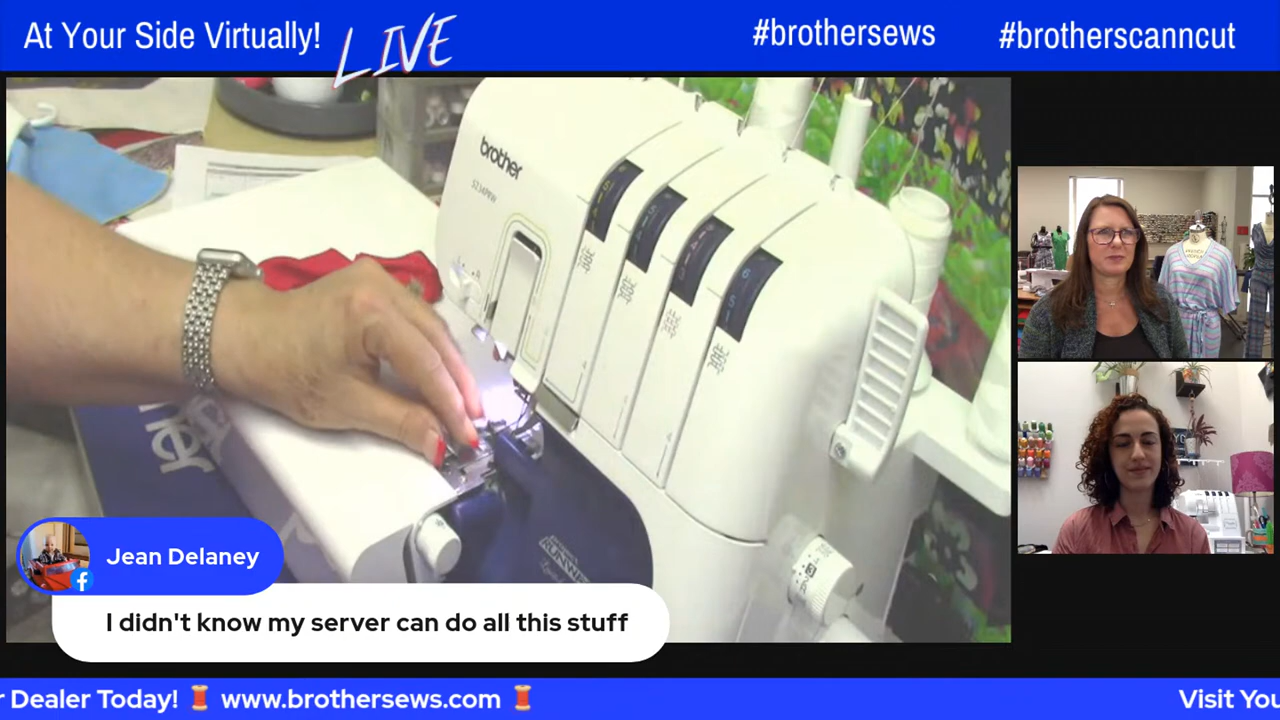 At Your Side Virtually! LIVE
#brothersews
#brotherscanncut
brother
Jean Delaney
I didn't know my server can do all this stuff
r Dealer Today! www.brothersews.com
Visit You